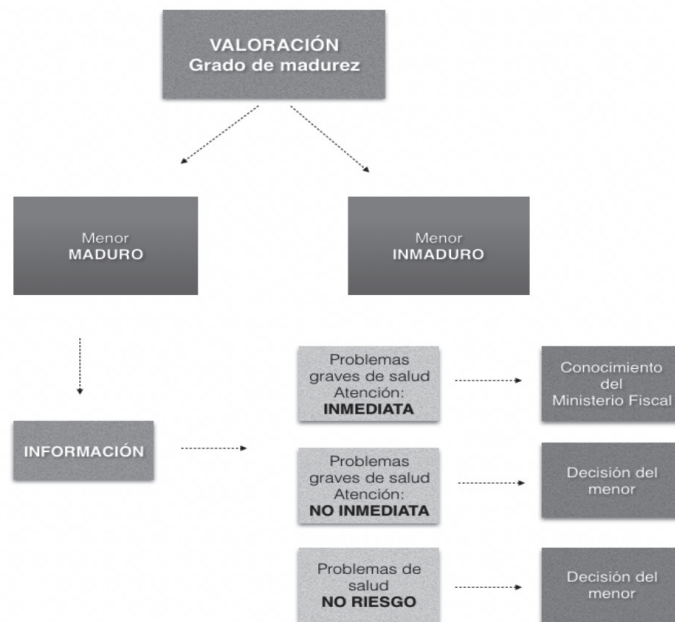 VALORACIÓN
Grado de madurez
Menor
MADURO
Menor
INMADURO
INFORMACIÓN
Problemas
graves de salud
Atención:
INMEDIATA
Conocimiento
del
Ministerio Fiscal
Problemas
graves de salud
Atención:
NO INMEDIATA
Decisión del
menor
Problemas de
salud
NO RIESGO
Decisión del
menor